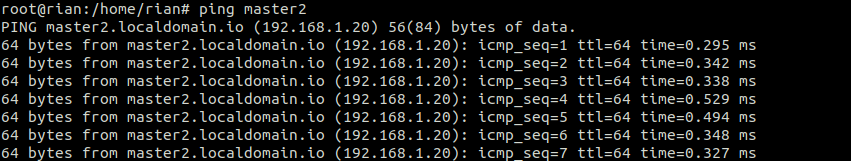 root@rian:/home/rian# ping master2
PING master2.localdomain.io (192.168.1.20) 56(84) bytes of data.
64 bytes from master2.localdomain.io (192.168.1.20): icmp_seq=1 ttl=64 time=0.295 ms
64 bytes from master2.localdomain.io (192.168.1.20): icmp_seq=2 ttl=64 time=0.342 ms
64 bytes from master2.localdomain.io (192.168.1.20): icmp_seq=3 ttl=64 time=0.338 ms
64 bytes from master2.localdomain.io (192.168.1.20): icmp_seq=4 ttl=64 time=0.529 ms
64 bytes from master2.localdomain.io (192.168.1.20): icmp_seq=5 ttl=64 time=0.494 ms
64 bytes from master2.localdomain.io (192.168.1.20): icmp_seq=6 ttl=64 time=0.348 ms
64 bytes from master2.localdomain.io (192.168.1.20): icmp_seq=7 ttl=64 time=0.327 ms